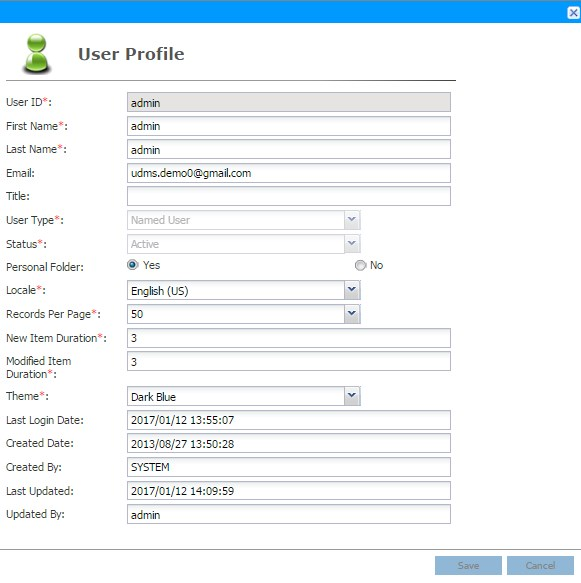 User Profile
User ID*: admin
First Name*: admin
Last Name*: admin
Email: udms.demo0@gmail.com
Title:
User Type*: Named User
Status*: Active
Personal Folder: Yes No
Locale*: English (US)
Records Per Page*: 50
New Item Duration*: 3
Modified Item
Duration*: 3
Theme*: Dark Blue
Last Login Date: 2017/01/12 13:55:07
Created Date: 2013/08/27 13:50:28
Created By: SYSTEM
Last Updated: 2017/01/12 14:09:59
Updated By: admin
Save Cancel